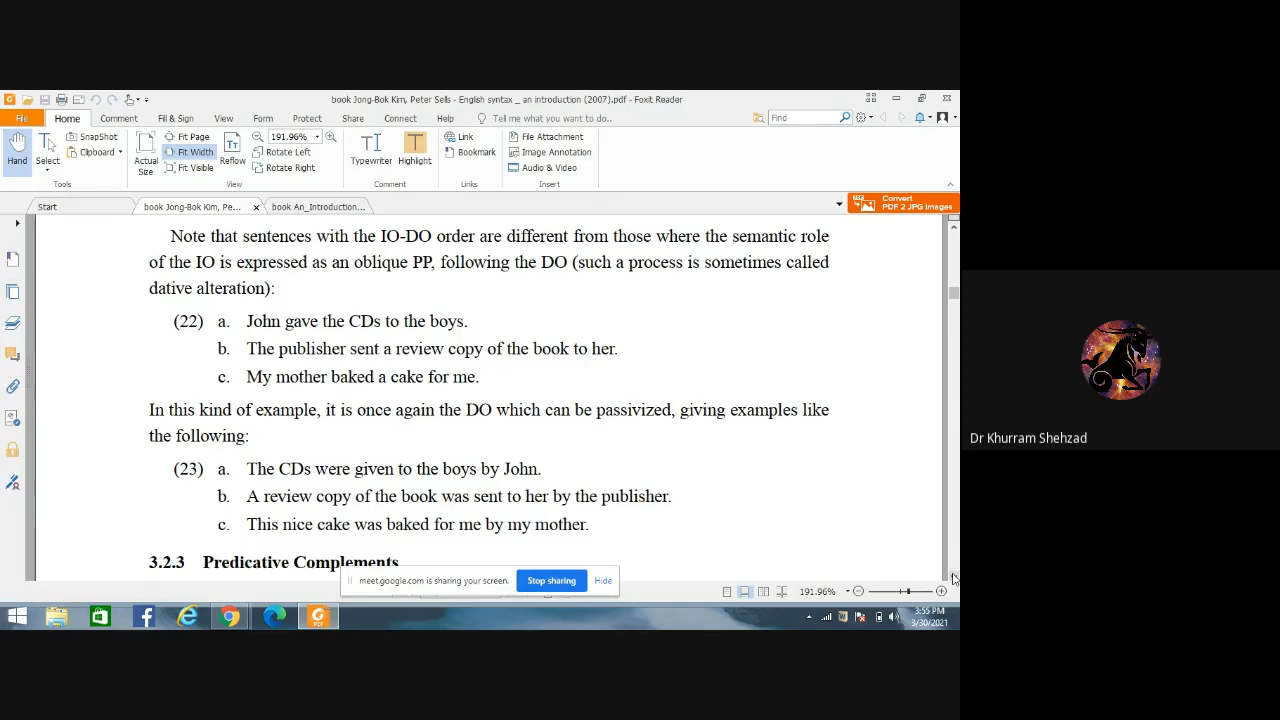 book Jong-Bok Kim, Peter Sells - English syntax _ an introduction (2007).pdf - Foxit Reader
File Home Comment Fill & Sign View Form Protect Share Connect Help Tell me what you want to do.. Find
Hand
Select
SnapShot
Clipboard
Actual Size
Fit Page
Fit Width
Fit Visible
Reflow
191.96%
Rotate Left
Rotate Right
Typewriter
Highlight
Link
Bookmark
File Attachment
Image Annotation
Audio & Video
Tools View Comment Links Insert
Start book Jong-Bok Kim, Pe... book An_Introduction...
Convert
PDF 2 JPG Images
Note that sentences with the IO-DO order are different from those where the semantic role
of the IO is expressed as an oblique PP, following the DO (such a process is sometimes called
dative alteration):
(22) a. John gave the CDs to the boys.
b. The publisher sent a review copy of the book to her.
c. My mother baked a cake for me.
In this kind of example, it is once again the DO which can be passivized, giving examples like
the following:
(23) a. The CDs were given to the boys by John.
b. A review copy of the book was sent to her by the publisher.
c. This nice cake was baked for me by my mother.
3.2.3 Predicative Complements
meet.google.com is sharing your screen. Stop sharing Hide
191.96%
3:55 PM
3/30/2021
Dr Khurram Shehzad